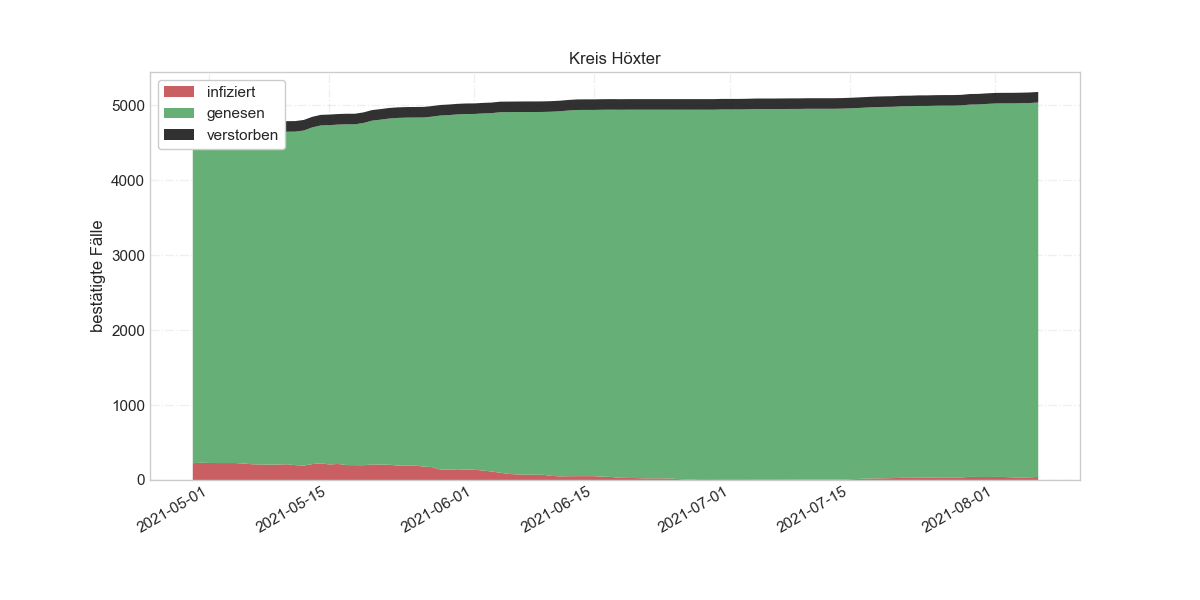 Kreis Höxter
infiziert
genesen
verstorben
bestätigte Fälle
5000
4000
3000
2000
1000
0
2021-05-01
2021-05-15
2021-06-01
2021-06-15
2021-07-01
2021-07-15
2021-08-01